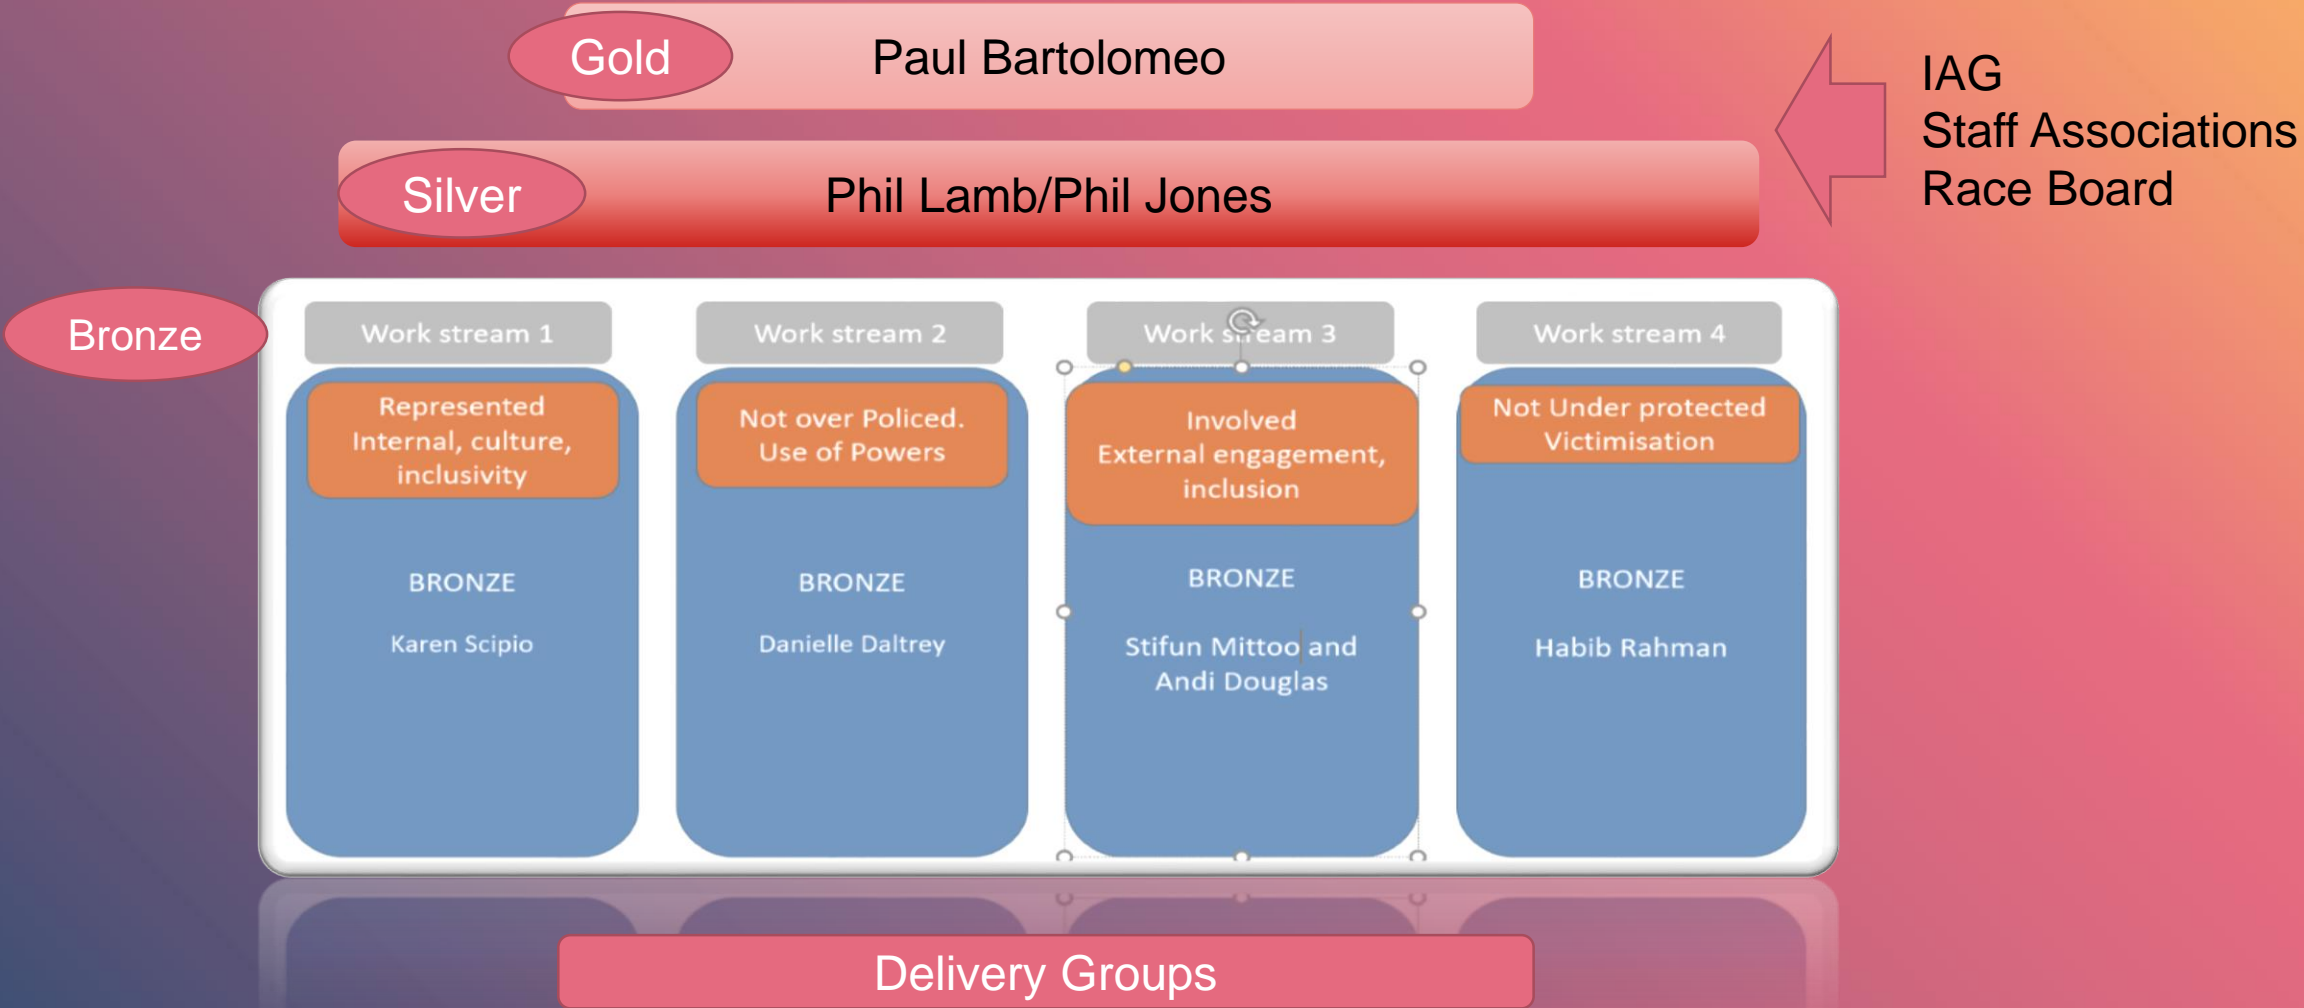 Gold
Paul Bartolomeo
IAG
Staff Associations
Race Board
Silver
Phil Lamb/Phil Jones
Bronze
Work stream 1
Represented
Internal, culture,
inclusivity
BRONZE
Karen Scipio
Work stream 2
Not over Policed.
Use of Powers
BRONZE
Danielle Daltrey
Work stream 3
Involved
External engagement,
inclusion
BRONZE
Stifun Mittoo and
Andi Douglas
Work stream 4
Not Under protected
Victimisation
BRONZE
Habib Rahman
Delivery Groups